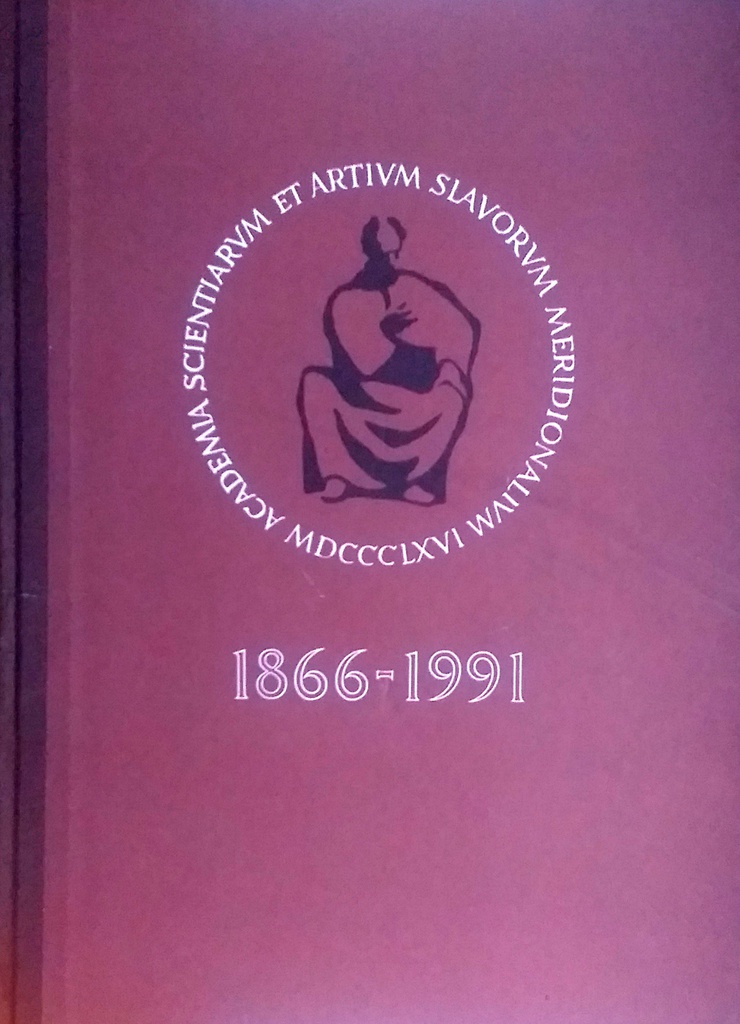 ACADEMIA SCIENTIARVM ET ARTIVM SLAVORVM MERIDIONALIVM
MDCCCLXVI
1866-1991